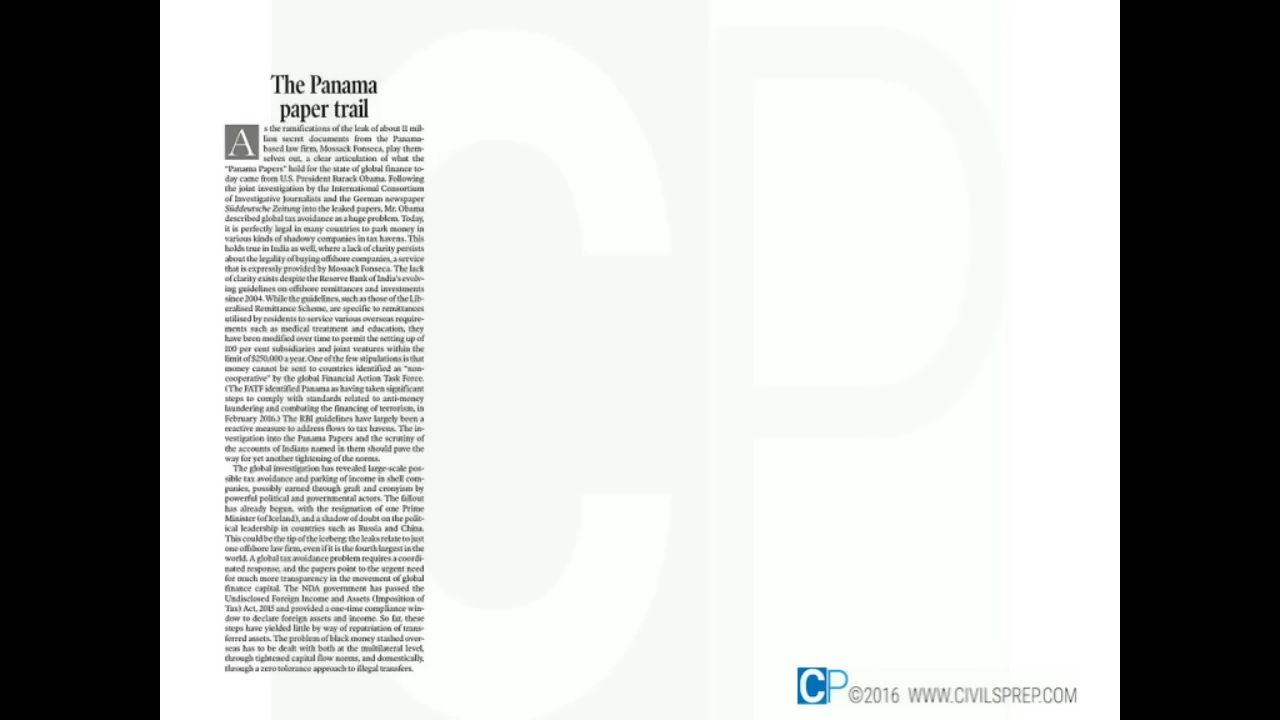 The Panama
paper trail
As the ramifications of the leak of about 11 mil-
lion secret documents from the Panama-
based law firm, Mossack Fonseca, play them-
selves out, a clear articulation of what the
“Panama Papers” hold for the state of global finance to-
day came from U.S. President Barack Obama. Following
the joint investigation by the International Consortium
of Investigative Journalists and the German newspaper
Süddeutsche Zeitung into the leaked papers, Mr. Obama
described global tax avoidance as a huge problem. Today,
it is perfectly legal in many countries to park money in
various kinds of shadowy companies in tax havens. This
holds true in India as well, where a lack of clarity persists
about the legality of buying offshore companies, a service
that is expressly provided by Mossack Fonseca. The lack
of clarity exists despite the Reserve Bank of India’s evolv-
ing guidelines on offshore remittances and investments
since 2004. While the guidelines, such as those of the Lib-
eralised Remittance Scheme, are specific to remittances
utilised by residents to service various overseas require-
ments such as medical treatment and education, they
have been modified over time to permit the setting up of
100 per cent subsidiaries and joint ventures within the
limit of $250,000 a year. One of the few stipulations is that
money cannot be sent to countries identified as “non-
cooperative” by the global Financial Action Task Force.
(The FATF identified Panama as having taken significant
steps to comply with standards related to anti-money
laundering and combating the financing of terrorism, in
February 2016.) The RBI guidelines have largely been a
reactive measure to address flows to tax havens. The in-
vestigation into the Panama Papers and the scrutiny of
the accounts of Indians named in them should pave the
way for yet another tightening of the norms.
The global investigation has revealed large-scale pos-
sible tax avoidance and parking of income in shell com-
panies, possibly earned through graft and cronyism by
powerful political and governmental actors. The fallout
has already begun, with the resignation of one Prime
Minister (of Iceland), and a shadow of doubt on the polit-
ical leadership in countries such as Russia and China.
This could be the tip of the iceberg; the leaks relate to just
one offshore law firm, even if it is the fourth largest in the
world. A global tax avoidance problem requires a coordi-
nated response, and the papers point to the urgent need
for much more transparency in the movement of global
finance capital. The NDA government has passed the
Undisclosed Foreign Income and Assets (Imposition of
Tax) Act, 2015 and provided a one-time compliance win-
dow to declare foreign assets and income. So far, these
steps have yielded little by way of repatriation of trans-
ferred assets. The problem of black money stashed over-
seas has to be dealt with both at the multilateral level,
through tightened capital flow norms, and domestically,
through a zero tolerance approach to illegal transfers.
CP ©2016 WWW.CIVILSPREP.COM